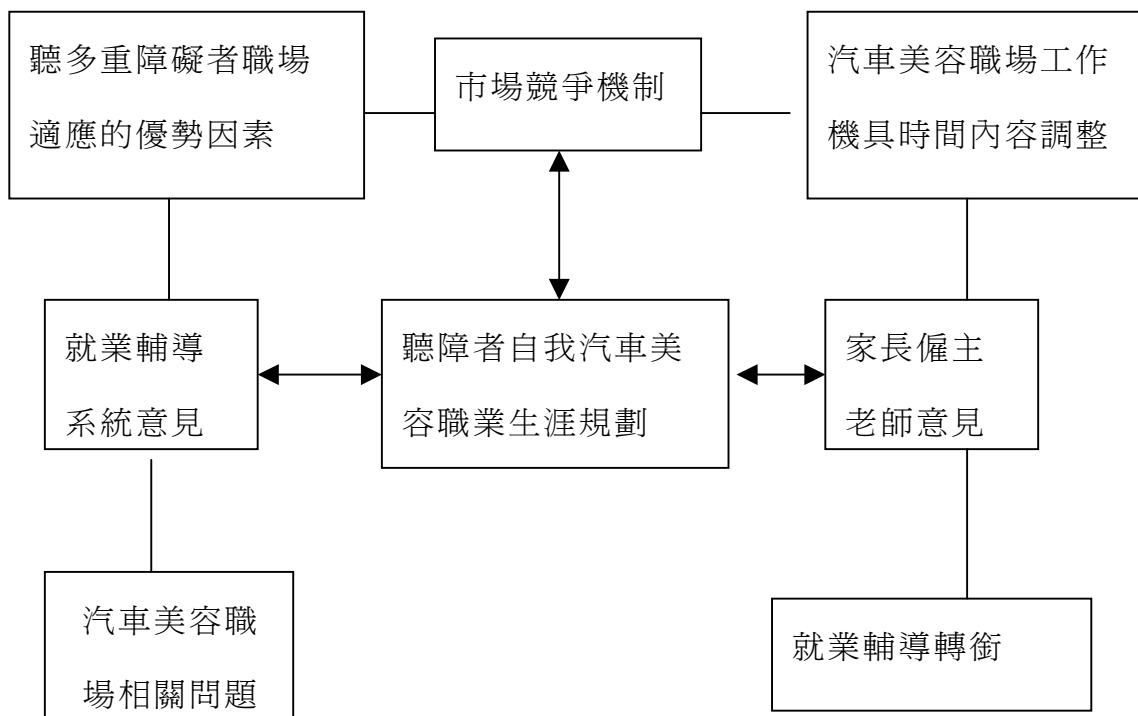 聽多重障礙者職場
適應的優勢因素
市場競爭機制
汽車美容職場工作
機具時間內容調整
就業輔導
系統意見
聽障者自我汽車美
容職業生涯規劃
家長僱主
老師意見
汽車美容職
場相關問題
就業輔導轉銜